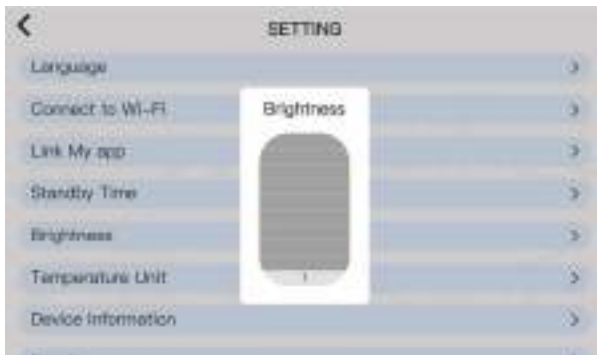 SETTING
Language
Connect to Wi-Fi
Brightness
Link My app
Standby Time
Brightness
Temperature Unit
Device Information